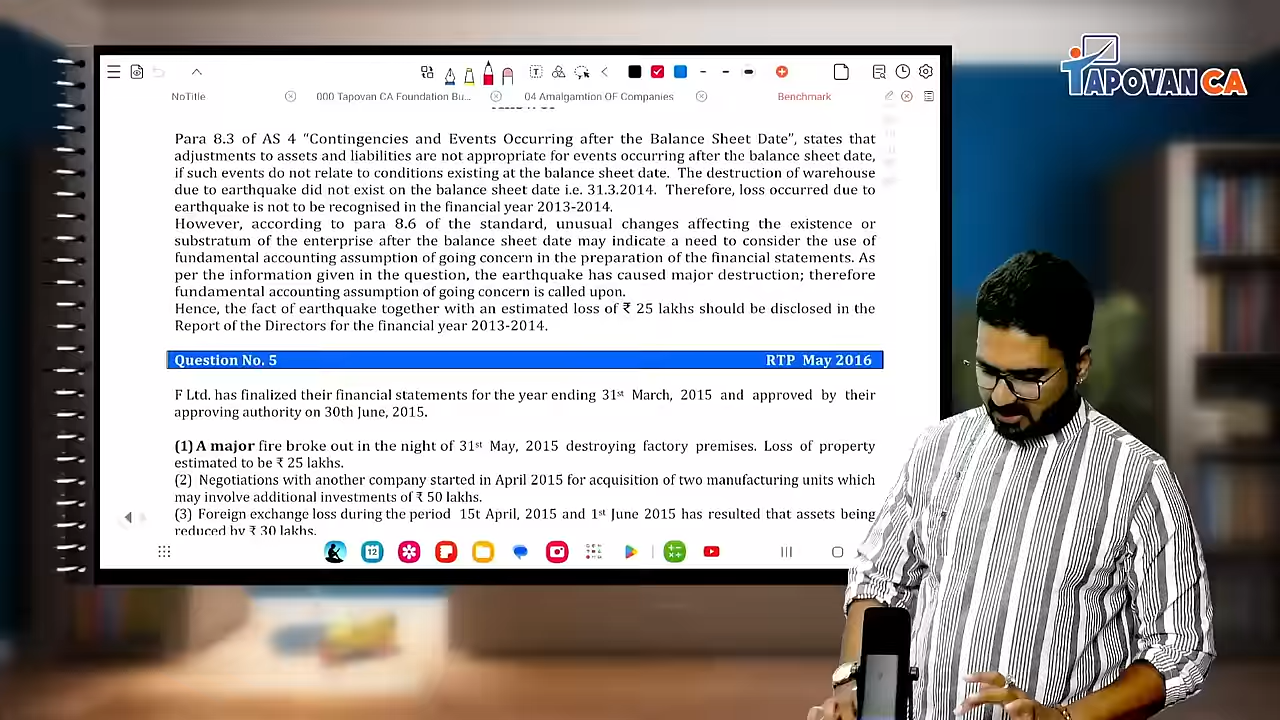 TAPOVAN CA
NoTitle
000 Tapovan CA Foundation Bu...
04 Amalgamtion OF Companies
Benchmark
Para 8.3 of AS 4 “Contingencies and Events Occurring after the Balance Sheet Date”, states that
adjustments to assets and liabilities are not appropriate for events occurring after the balance sheet date,
if such events do not relate to conditions existing at the balance sheet date. The destruction of warehouse
due to earthquake did not exist on the balance sheet date i.e. 31.3.2014. Therefore, loss occurred due to
earthquake is not to be recognised in the financial year 2013-2014.
However, according to para 8.6 of the standard, unusual changes affecting the existence or
substratum of the enterprise after the balance sheet date may indicate a need to consider the use of
fundamental accounting assumption of going concern in the preparation of the financial statements. As
per the information given in the question, the earthquake has caused major destruction; therefore
fundamental accounting assumption of going concern is called upon.
Hence, the fact of earthquake together with an estimated loss of ₹ 25 lakhs should be disclosed in the
Report of the Directors for the financial year 2013-2014.
Question No. 5 RTP May 2016
F Ltd. has finalized their financial statements for the year ending 31st March, 2015 and approved by their
approving authority on 30th June, 2015.
(1) A major fire broke out in the night of 31st May, 2015 destroying factory premises. Loss of property
estimated to be ₹ 25 lakhs.
(2) Negotiations with another company started in April 2015 for acquisition of two manufacturing units which
may involve additional investments of ₹ 50 lakhs.
(3) Foreign exchange loss during the period 15t April, 2015 and 1st June 2015 has resulted that assets being
reduced by ₹ 30 lakhs.
12